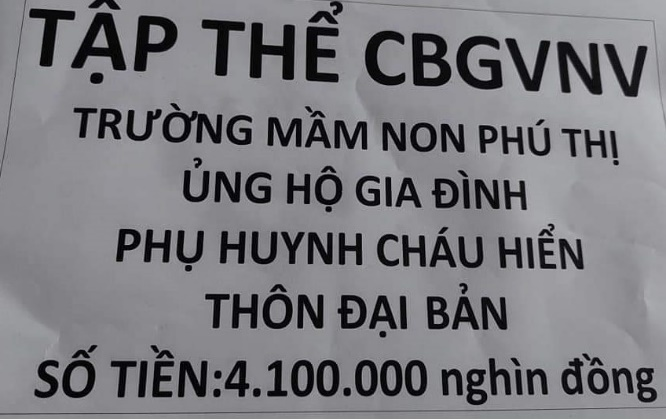 TẬP THỂ CBGVNV
TRƯỜNG MẦM NON PHÚ THỊ
ỦNG HỘ GIA ĐÌNH
PHỤ HUYNH CHÁU HIỂN
THÔN ĐẠI BẢN
SỐ TIỀN:4.100.000 nghìn đồng